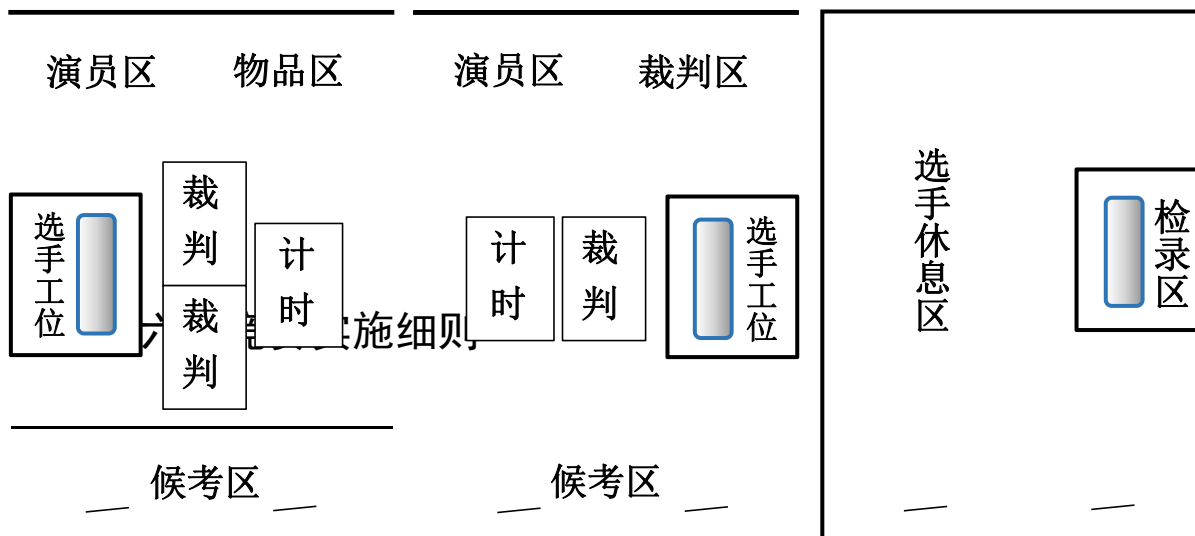 演员区 物品区 演员区 裁判区
选手工位
裁判
裁判
计时
计时
裁判
选手工位
选手休息区
检录区
实施细则
候考区 候考区